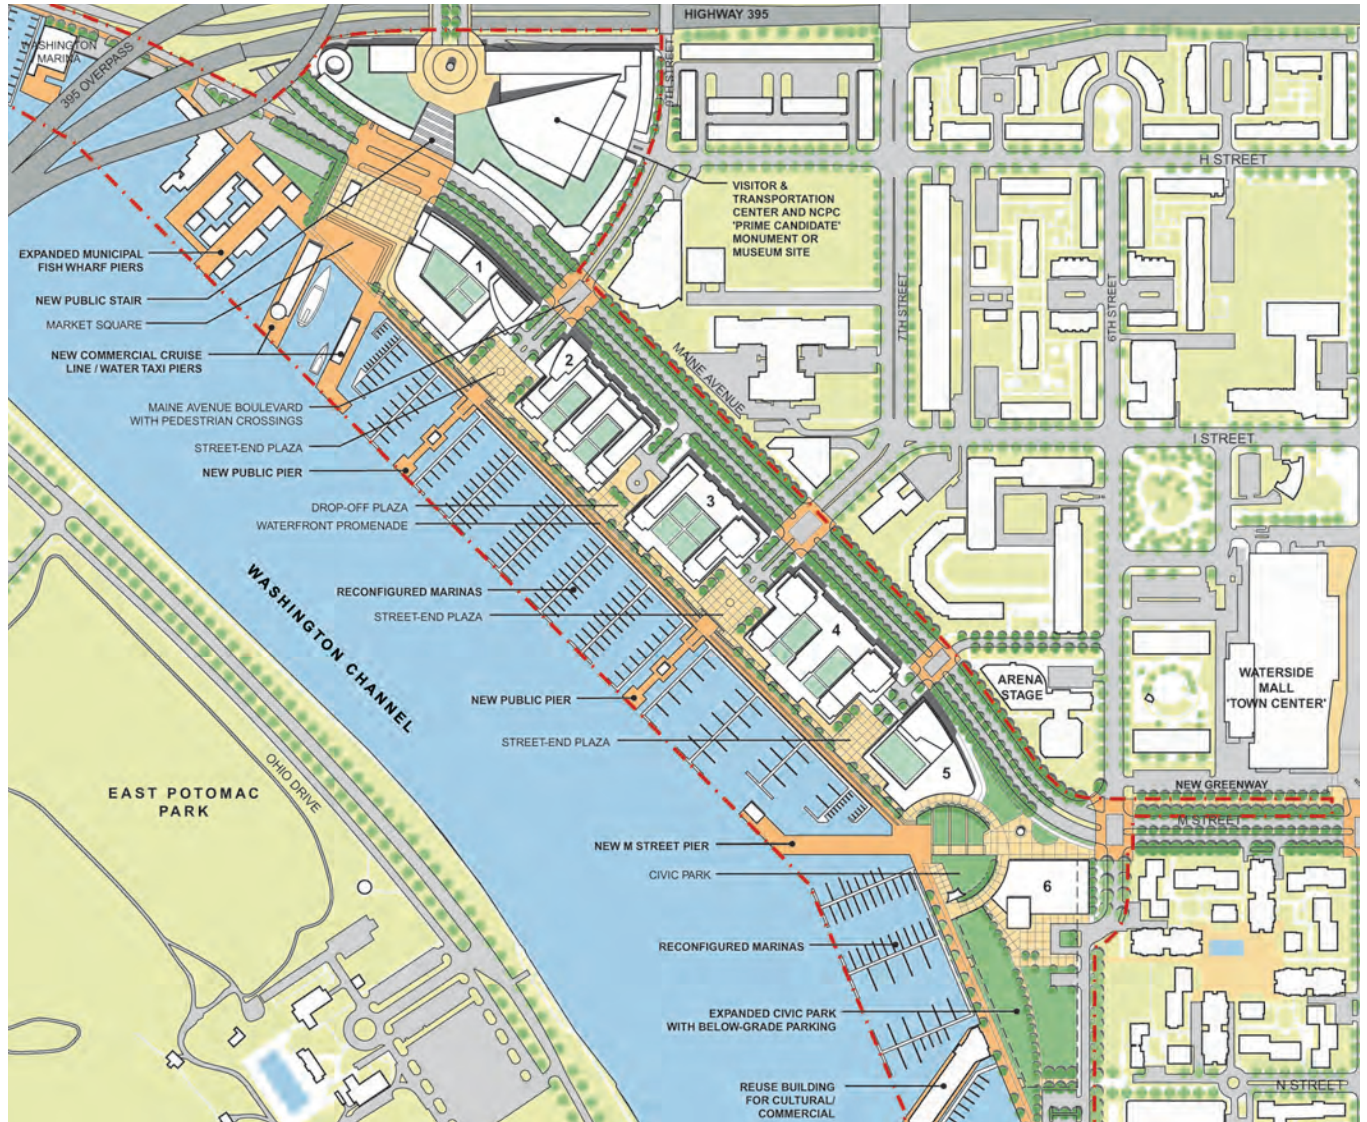 HIGHWAY 395
WASHINGTON
MARINA
395 OVERPASS
9TH STREET
H STREET
VISITOR &
TRANSPORTATION
CENTER AND NCPC
'PRIME CANDIDATE'
MONUMENT OR
MUSEUM SITE
EXPANDED MUNICIPAL
FISH WHARF PIERS
NEW PUBLIC STAIR
MARKET SQUARE
NEW COMMERCIAL CRUISE
LINE / WATER TAXI PIERS
MAINE AVENUE BOULEVARD
WITH PEDESTRIAN CROSSINGS
STREET-END PLAZA
NEW PUBLIC PIER
DROP-OFF PLAZA
WATERFRONT PROMENADE
1
2
3
4
5
6
MAINE AVENUE
7TH STREET
6TH STREET
I STREET
RECONFIGURED MARINAS
STREET-END PLAZA
WASHINGTON CHANNEL
NEW PUBLIC PIER
STREET-END PLAZA
ARENA
STAGE
WATERSIDE
MALL
'TOWN CENTER'
EAST POTOMAC
PARK
OHIO DRIVE
NEW GREENWAY
M STREET
NEW M STREET PIER
CIVIC PARK
RECONFIGURED MARINAS
EXPANDED CIVIC PARK
WITH BELOW-GRADE PARKING
REUSE BUILDING
FOR CULTURAL/
COMMERCIAL
N STREET